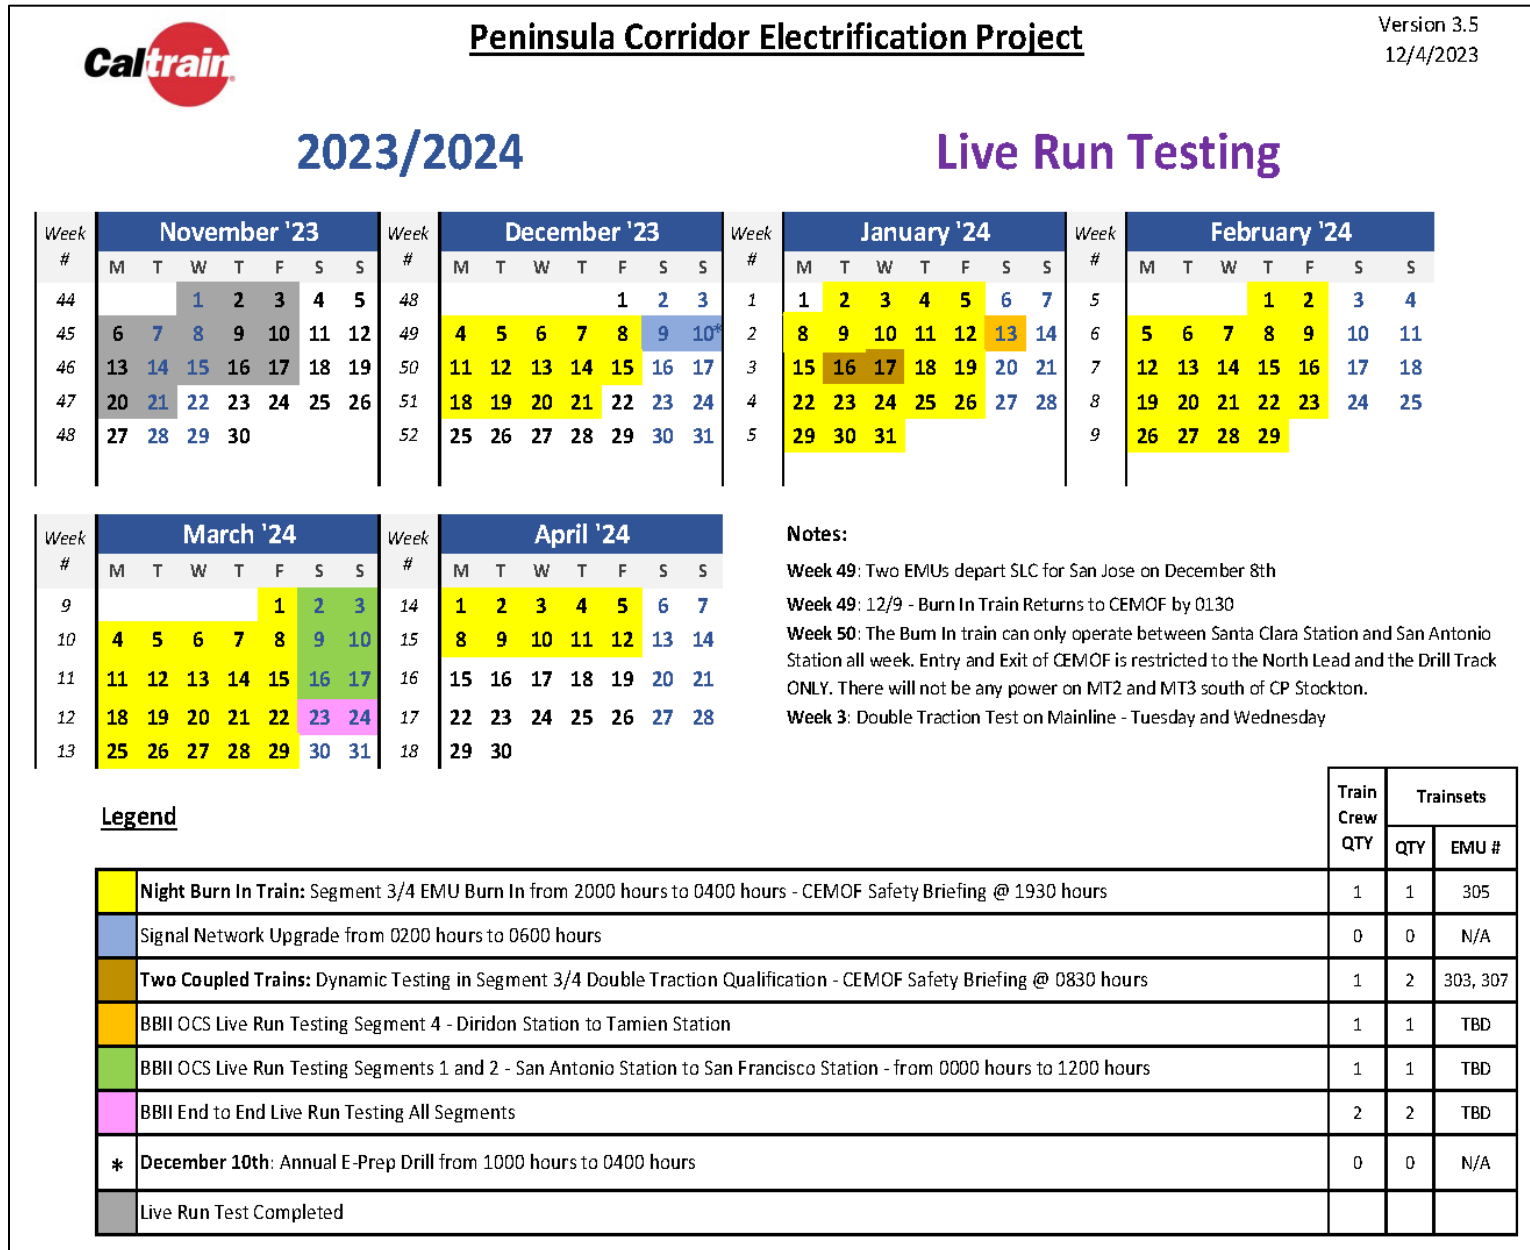 Caltrain
Peninsula Corridor Electrification Project
Version 3.5
12/4/2023
2023/2024
Live Run Testing
Week # November '23
M T W T F S S
44 1 2 3 4 5
45 6 7 8 9 10 11 12
46 13 14 15 16 17 18 19
47 20 21 22 23 24 25 26
48 27 28 29 30
Week # December '23
M T W T F S S
48 1 2 3
49 4 5 6 7 8 9 10*
50 11 12 13 14 15 16 17
51 18 19 20 21 22 23 24
52 25 26 27 28 29 30 31
Week # January '24
M T W T F S S
1 1 2 3 4 5 6 7
2 8 9 10 11 12 13 14
3 15 16 17 18 19 20 21
4 22 23 24 25 26 27 28
5 29 30 31
Week # February '24
M T W T F S S
5 1 2 3 4
6 5 6 7 8 9 10 11
7 12 13 14 15 16 17 18
8 19 20 21 22 23 24 25
9 26 27 28 29
Week # March '24
M T W T F S S
9 1 2 3
10 4 5 6 7 8 9 10
11 11 12 13 14 15 16 17
12 18 19 20 21 22 23 24
13 25 26 27 28 29 30 31
Week # April '24
M T W T F S S
14 1 2 3 4 5 6 7
15 8 9 10 11 12 13 14
16 15 16 17 18 19 20 21
17 22 23 24 25 26 27 28
18 29 30
Notes:
Week 49: Two EMUs depart SLC for San Jose on December 8th
Week 49: 12/9 - Burn In Train Returns to CEMOF by 0130
Week 50: The Burn In train can only operate between Santa Clara Station and San Antonio
Station all week. Entry and Exit of CEMOF is restricted to the North Lead and the Drill Track
ONLY. There will not be any power on MT2 and MT3 south of CP Stockton.
Week 3: Double Traction Test on Mainline - Tuesday and Wednesday
Legend
Train Crew QTY
Trainsets
QTY EMU #
Night Burn In Train: Segment 3/4 EMU Burn In from 2000 hours to 0400 hours - CEMOF Safety Briefing @ 1930 hours 1 1 305
Signal Network Upgrade from 0200 hours to 0600 hours 0 0 N/A
Two Coupled Trains: Dynamic Testing in Segment 3/4 Double Traction Qualification - CEMOF Safety Briefing @ 0830 hours 1 2 303, 307
BBII OCS Live Run Testing Segment 4 - Diridon Station to Tamien Station 1 1 TBD
BBII OCS Live Run Testing Segments 1 and 2 - San Antonio Station to San Francisco Station - from 0000 hours to 1200 hours 1 1 TBD
BBII End to End Live Run Testing All Segments 2 2 TBD
* December 10th: Annual E-Prep Drill from 1000 hours to 0400 hours 0 0 N/A
Live Run Test Completed